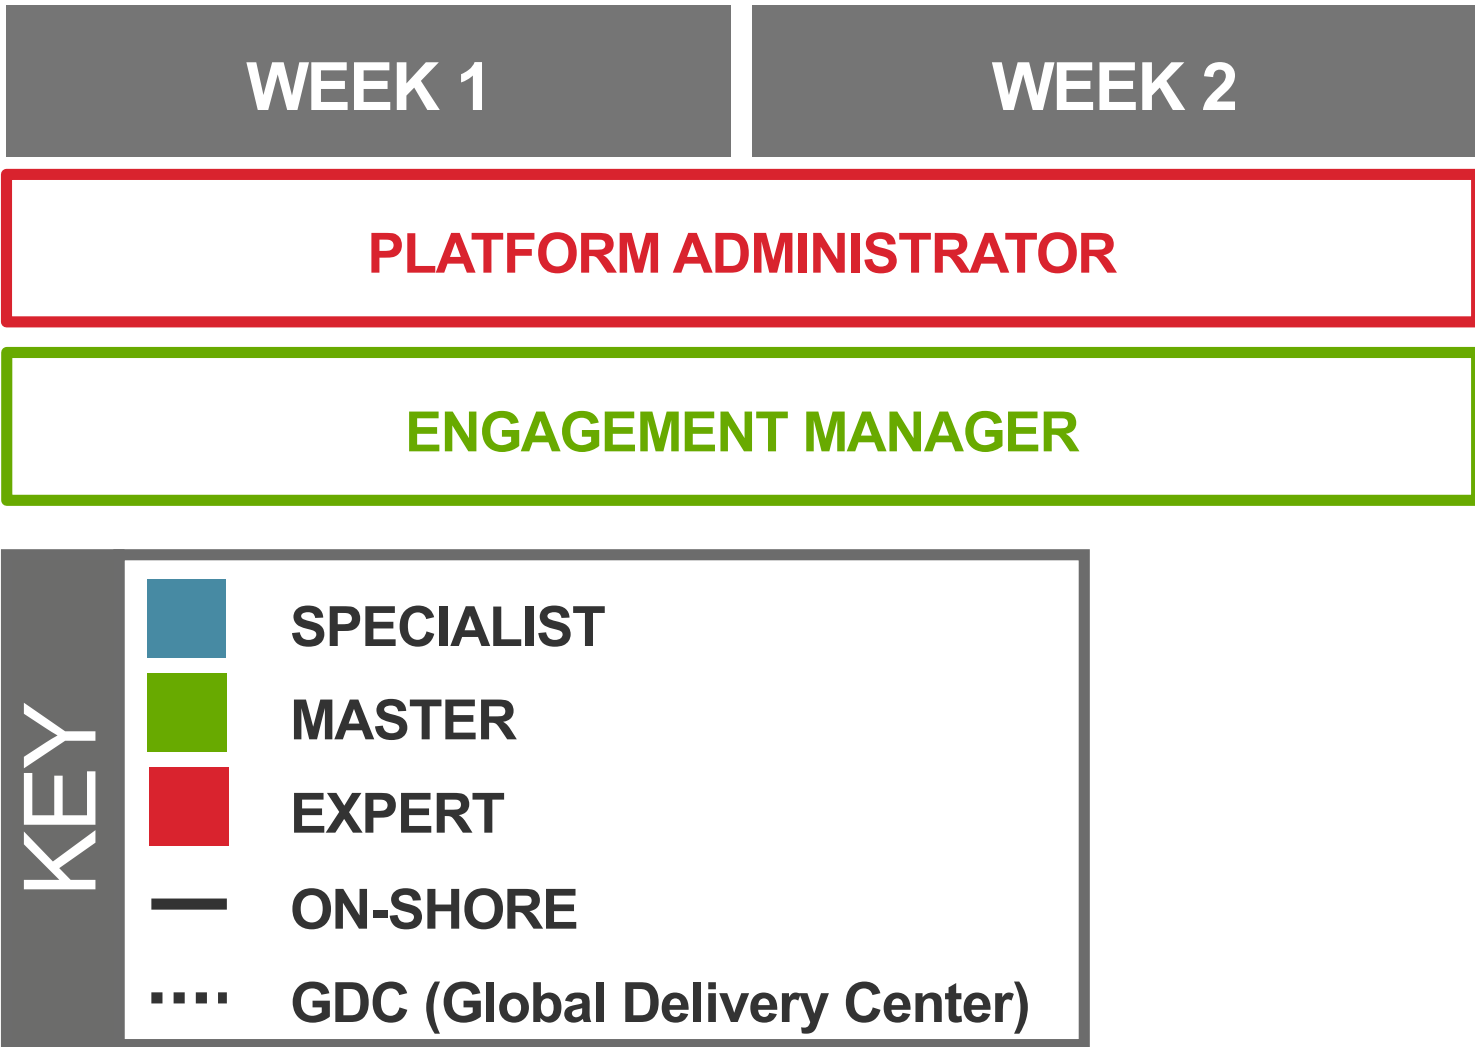 WEEK 1
WEEK 2
PLATFORM ADMINISTRATOR
ENGAGEMENT MANAGER
KEY
SPECIALIST
MASTER
EXPERT
ON-SHORE
GDC (Global Delivery Center)